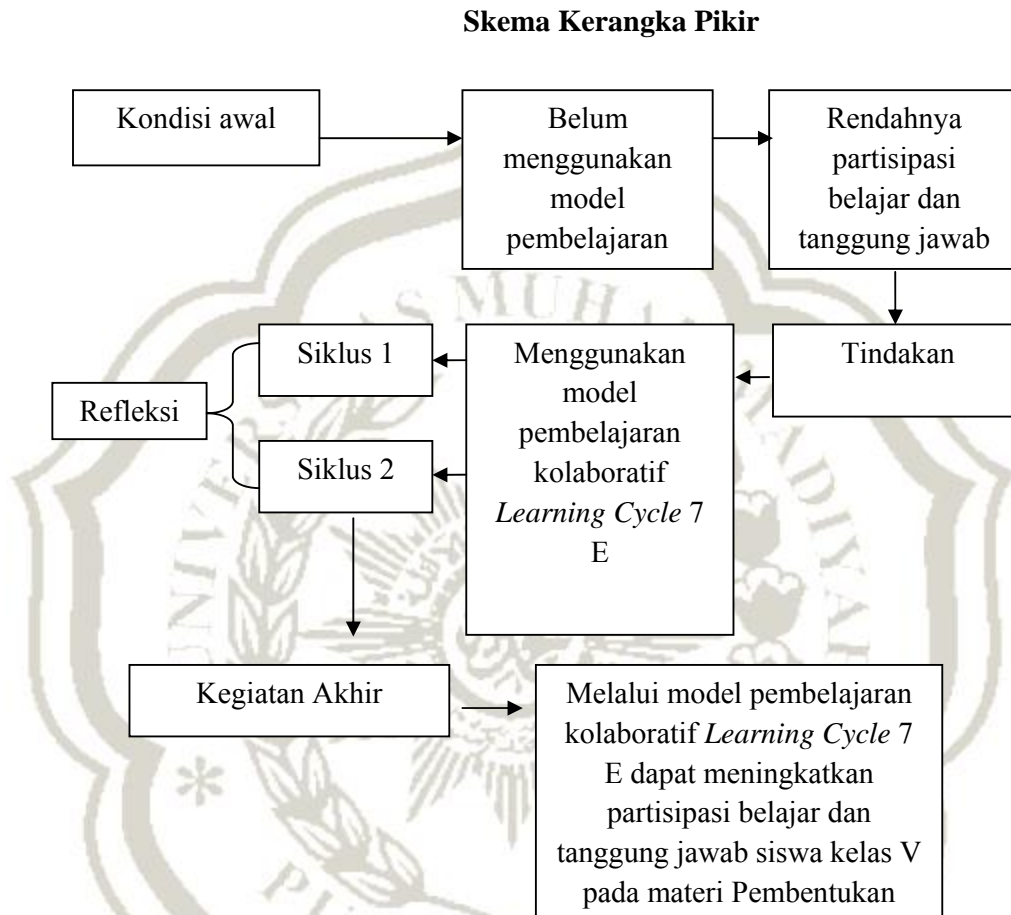 Skema Kerangka Pikir
Kondisi awal
Belum
menggunakan
model
pembelajaran
Rendahnya
partisipasi
belajar dan
tanggung jawab
Tindakan
Menggunakan
model
pembelajaran
kolaboratif
Learning Cycle 7
E
Siklus 1
Siklus 2
Refleksi
Kegiatan Akhir
Melalui model pembelajaran
kolaboratif Learning Cycle 7
E dapat meningkatkan
partisipasi belajar dan
tanggung jawab siswa kelas V
pada materi Pembentukan